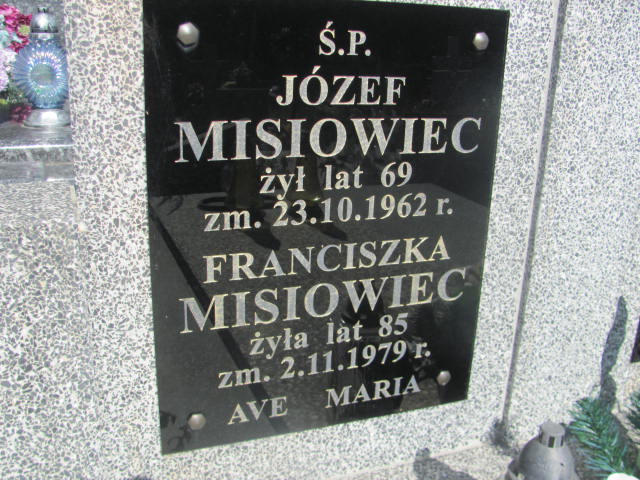 Ś.P.
JÓZEF
MISIOWIEC
żył lat 69
zm. 23.10.1962 r.
FRANCISZKA
MISIOWIEC
żyła lat 85
zm. 2.11.1979 r.
AVE MARIA